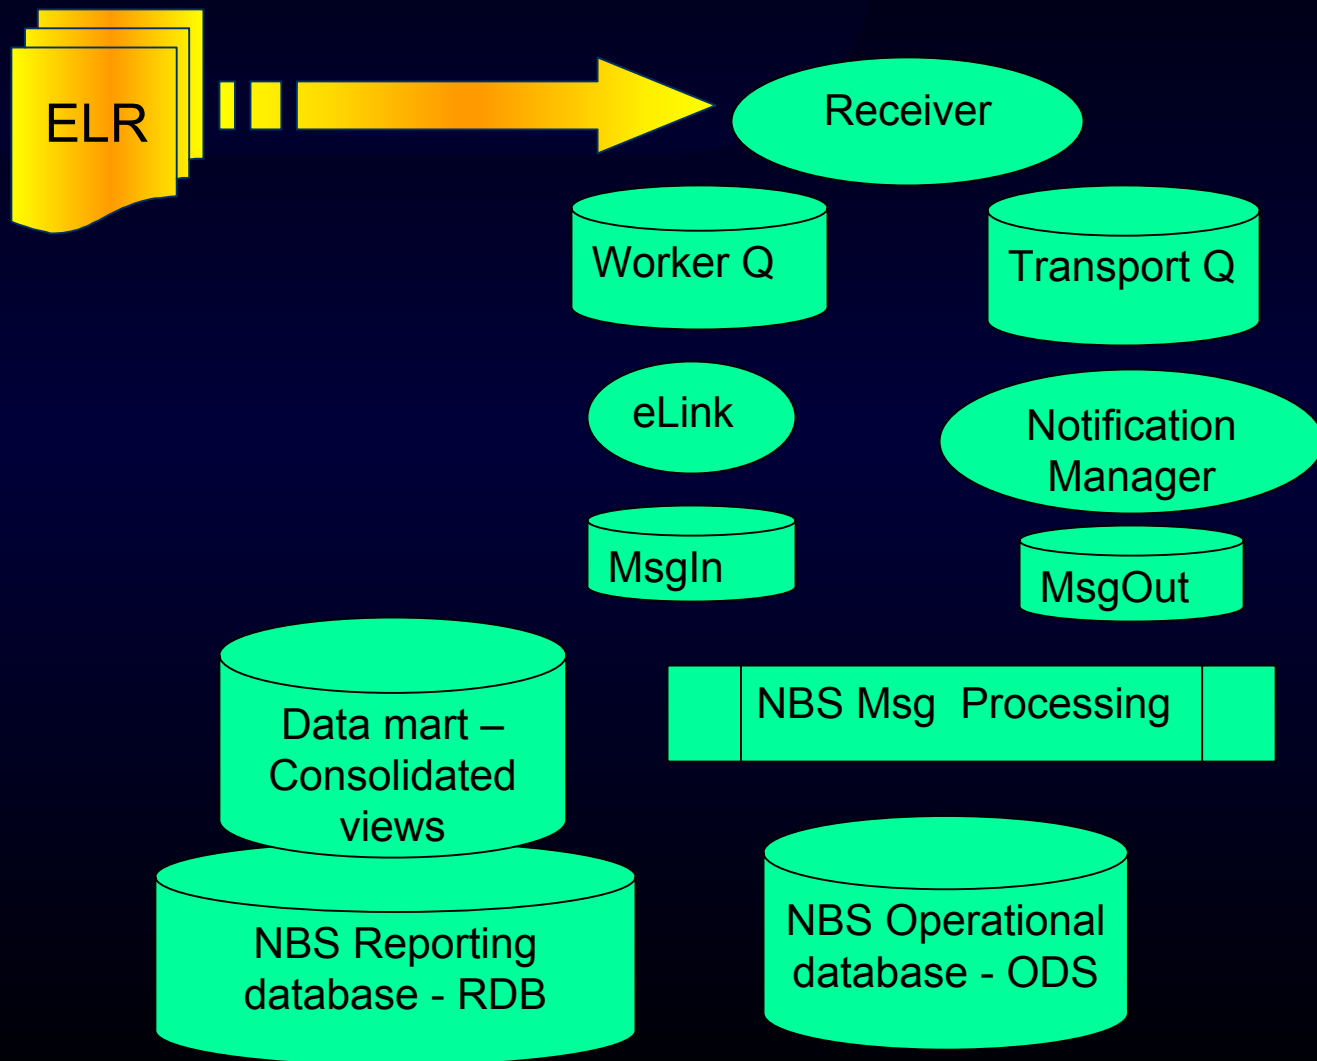 ELR
Receiver
Worker Q
Transport Q
eLink
Notification
Manager
MsgIn
MsgOut
Data mart –
Consolidated
views
NBS Msg  Processing
NBS Reporting
database - RDB
NBS Operational
database - ODS